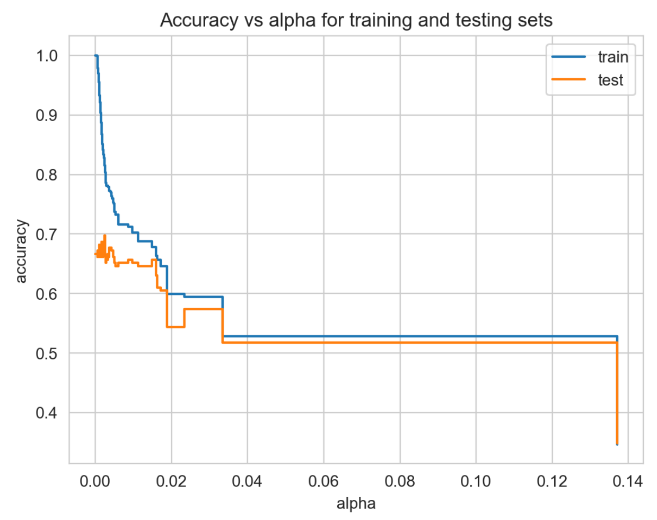 Accuracy vs alpha for training and testing sets
train
test
accuracy
1.0
0.9
0.8
0.7
0.6
0.5
0.4
0.00 0.02 0.04 0.06 0.08 0.10 0.12 0.14
alpha